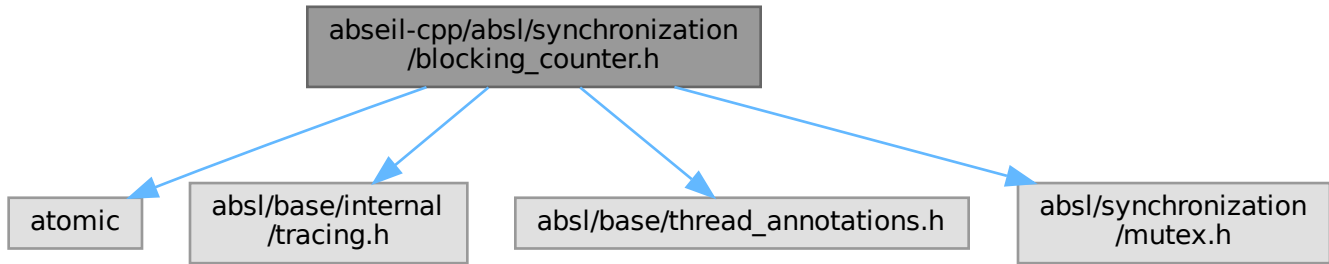 abseil-cpp/absl/synchronization
/blocking_counter.h
atomic
absl/base/internal
/tracing.h
absl/base/thread_annotations.h
absl/synchronization
/mutex.h